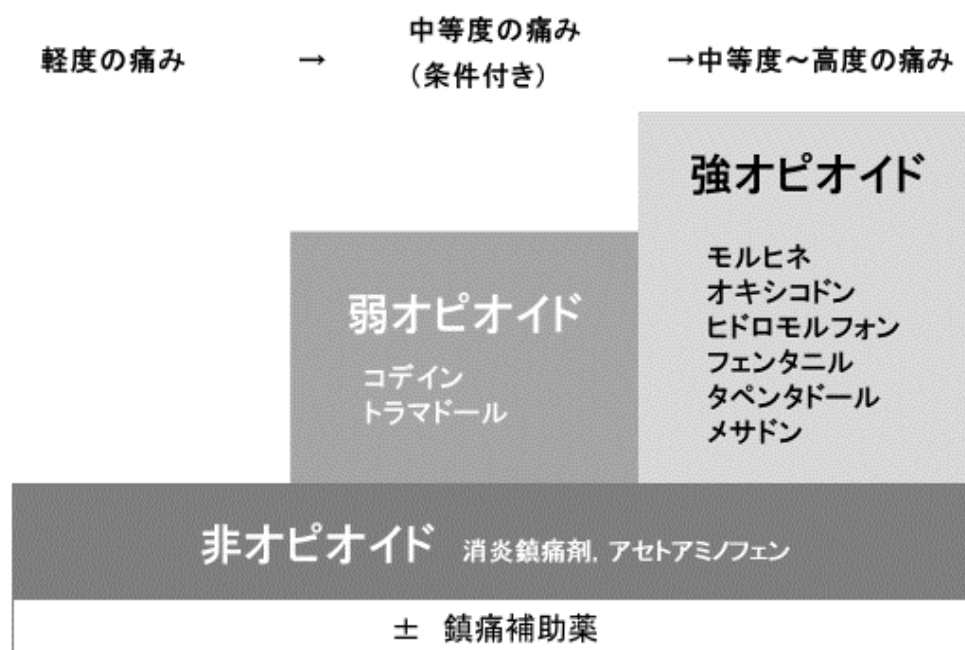 軽度の痛み → 中等度の痛み →中等度～高度の痛み
（条件付き）
強オピオイド
モルヒネ
オキシコドン
ヒドロモルフォン
フェンタニル
タペンタドール
メサドン
弱オピオイド
コデイン
トラマドール
非オピオイド 消炎鎮痛剤, アセトアミノフェン
± 鎮痛補助薬